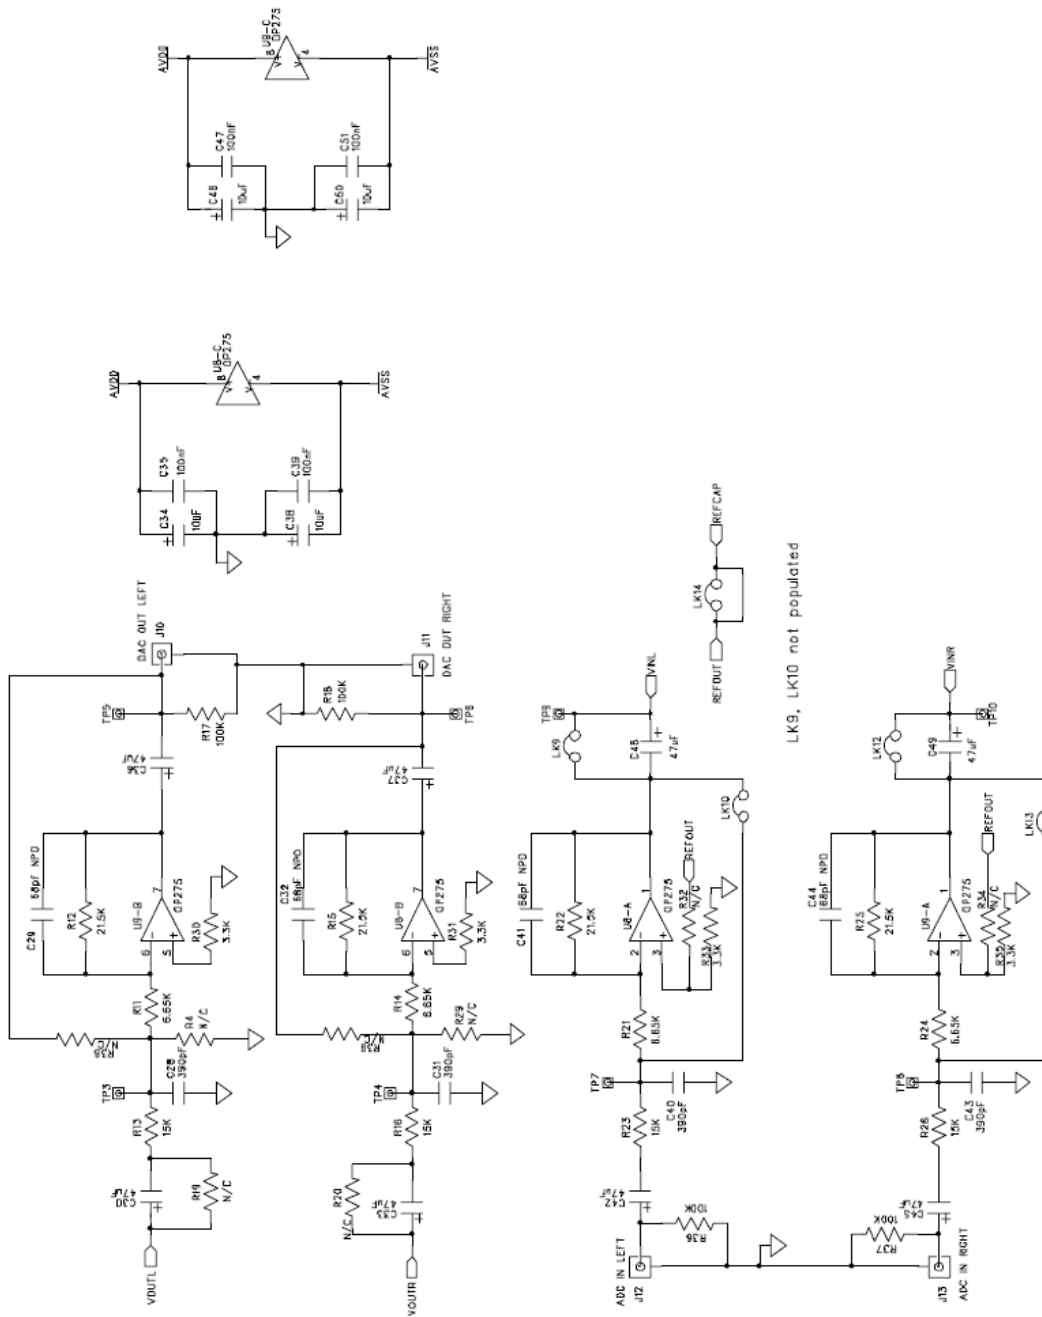 AVDD
8
U9-C
OP275
V+
V-
4
AVSS
C47
100nF
C51
100nF
C48
10uF
C50
10uF
AVDD
8
U8-C
OP275
V+
V-
4
AVSS
C35
100nF
C39
100nF
C34
10uF
C38
10uF
DAC OUT LEFT
J10
TP5
R17
100K
C36
47uF
68pF NPO
C29
R12
21.5K
U9-B
OP275
6
5
7
R30
3.3K
R11
6.65K
N/C
R4
N/C
TP3
C28
390pF
R13
15K
47uF
C30
R19
N/C
VOUTL
J11
DAC OUT RIGHT
R18
100K
TP6
47uF
C37
C32
68pF NPO
R15
21.5K
U8-B
OP275
6
5
7
R31
3.3K
R14
6.65K
N/C
R29
N/C
TP4
C31
390pF
R16
15K
R20
N/C
47uF
C33
VOUTR
REFCAP
LK14
REFOUT
VINL
TP9
LK9
C48
47uF
LK10
68pF NPO
C41
R22
21.5K
U8-A
OP275
2
3
1
R32
N/C
REFOUT
R33
3.3K
R21
6.65K
TP7
C40
390pF
R23
15K
47uF
C42
R36
100K
ADC IN LEFT
J12
LK9, LK10 not populated
VINR
TP10
LK12
C49
47uF
LK13
68pF NPO
C44
R25
21.5K
U9-A
OP275
2
3
1
R34
N/C
REFOUT
R35
3.3K
R24
6.65K
TP8
C43
390pF
R26
15K
47uF
C45
R37
100K
J13
ADC IN RIGHT